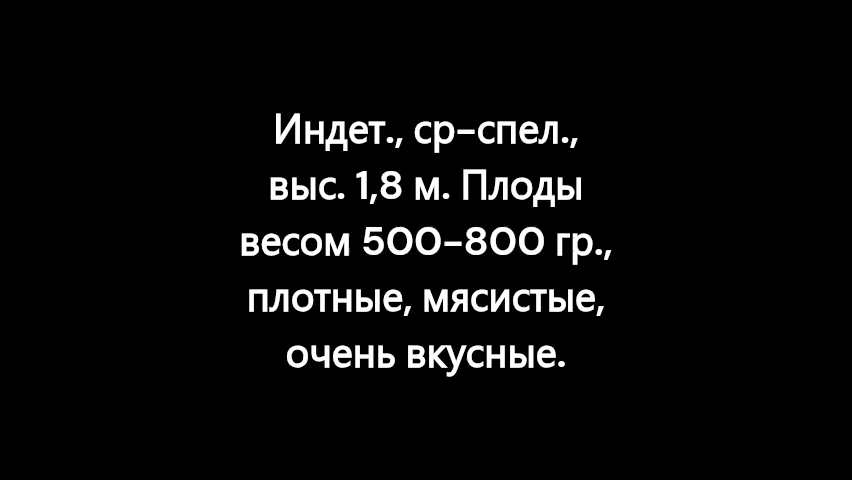 Индет., ср-спел.,
выс. 1,8 м. Плоды
весом 500-800 гр.,
плотные, мясистые,
очень вкусные.